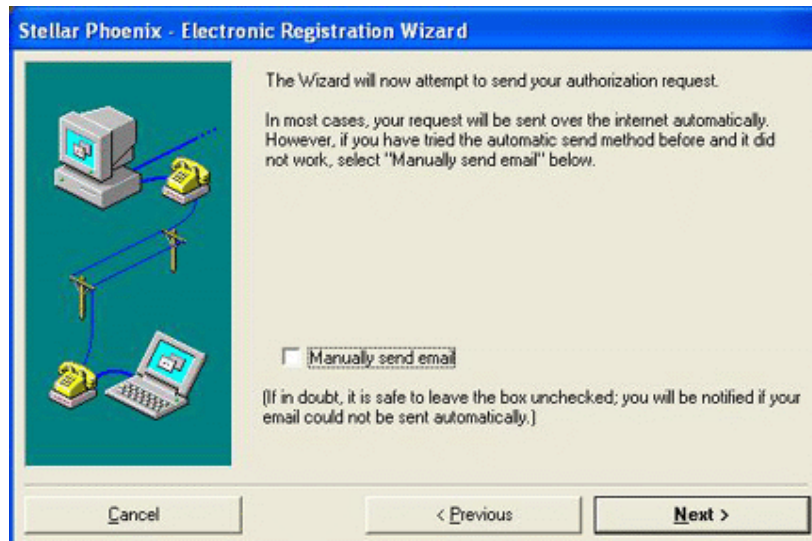 Stellar Phoenix - Electronic Registration Wizard
The Wizard will now attempt to send your authorization request.
In most cases, your request will be sent over the internet automatically.
However, if you have tried the automatic send method before and it did
not work, select "Manually send email" below.
Manually send email
(If in doubt, it is safe to leave the box unchecked; you will be notified if your
email could not be sent automatically.)
Cancel
< Previous
Next >